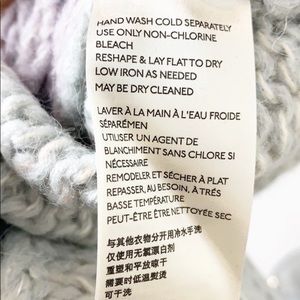 HAND WASH COLD SEPARATELY
USE ONLY NON-CHLORINE
BLEACH
RESHAPE & LAY FLAT TO DRY
LOW IRON AS NEEDED
MAY BE DRY CLEANED
LAVER À LA MAIN À L'EAU FROIDE
SÉPARÉMEN
UTILISER UN AGENT DE
BLANCHIMENT SANS CHLORE SI
NÉCESSAIRE
REMODELER ET SÉCHER À PLAT
REPASSER, AU BESOIN, À TRÉS
BASSE TEMPÉRATURE
PEUT-ÊTRE ÊTRE NETTOYÉE SEC
与其他衣物分开用冷水手洗
仅使用无氯漂白剂
重塑和平放晾干
需要时低温熨烫
可干洗